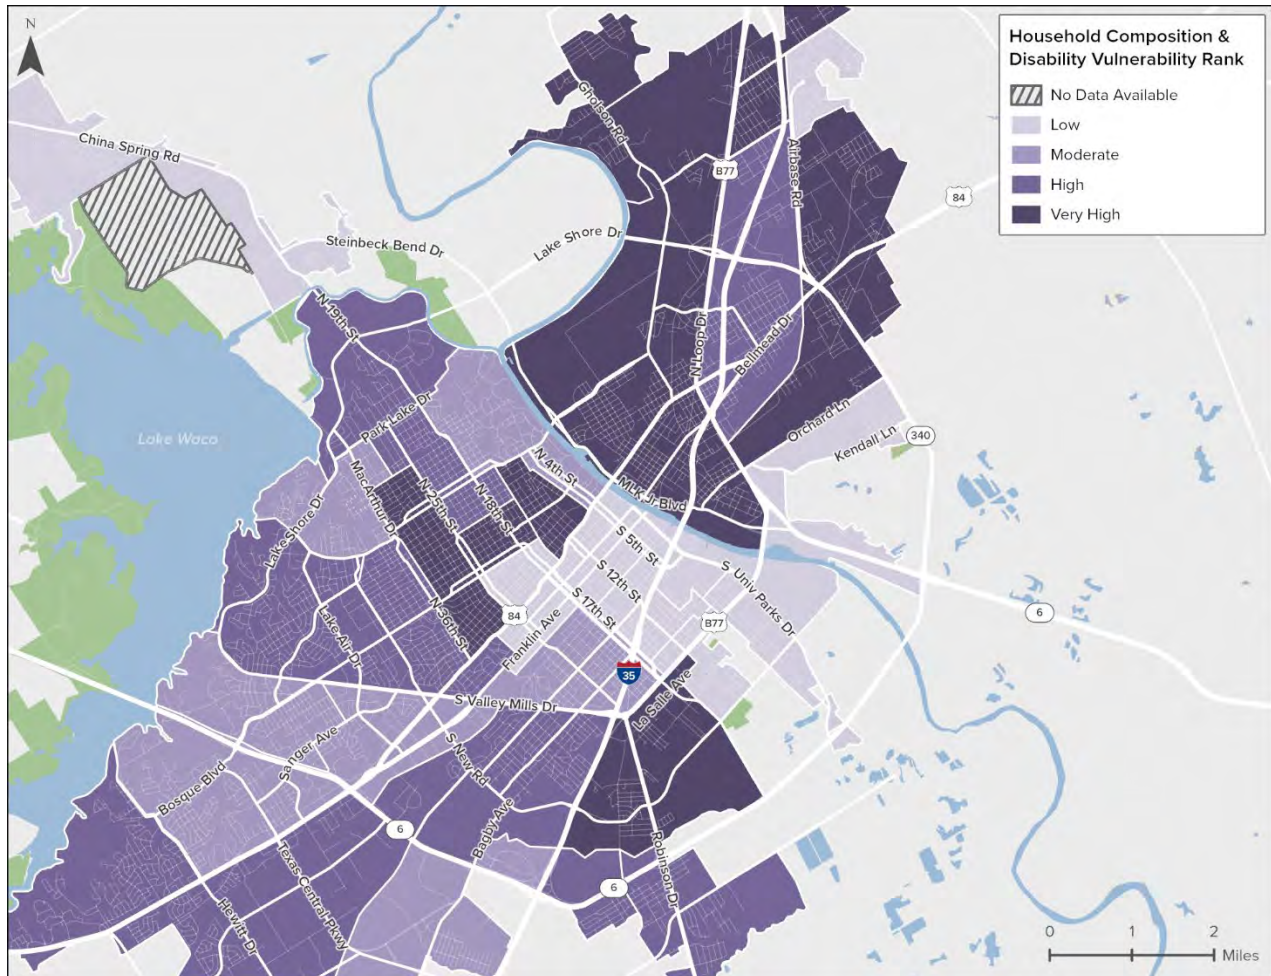 N
Household Composition &
Disability Vulnerability Rank
No Data Available
Low
Moderate
High
Very High
China Spring Rd
Gholson Rd
B77
Airbase Rd
84
Steinbeck Bend Dr
Lake Shore Dr
N 19th St
N Loop Dr
Bellmead Dr
Lake Waco
Park Lake Dr
Orchard Ln
Kendall Ln
340
N 4th St
MacArthur Dr
N 25th St
N 18th St
MLK Jr Blvd
Lake Shore Dr
S 5th St
S 12th St
S Univ Parks Dr
S 17th St
84
B77
6
Lake Air Dr
N 36th St
Franklin Ave
35
La Salle Ave
S Valley Mills Dr
Sanger Ave
S New Rd
Bosque Blvd
6
Bagby Ave
Robinson Dr
6
Texas Central Pkwy
Hewitt Dr
0 1 2
Miles